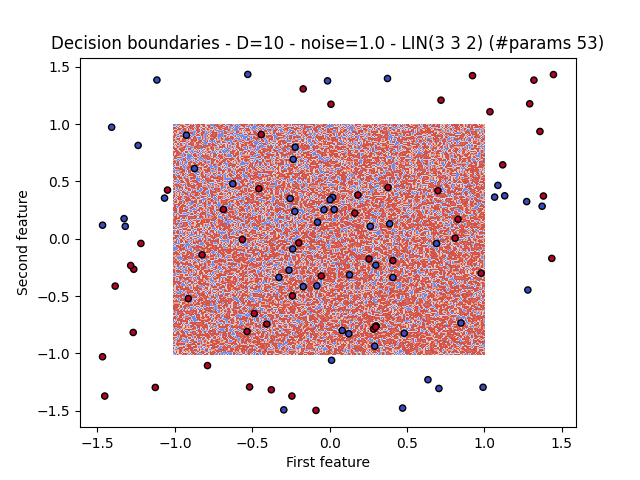 Decision boundaries - D=10 - noise=1.0 - LIN(3 3 2) (#params 53)
1.5
1.0
0.5
0.0
−0.5
−1.0
−1.5
Second feature
−1.5 −1.0 −0.5 0.0 0.5 1.0 1.5
First feature